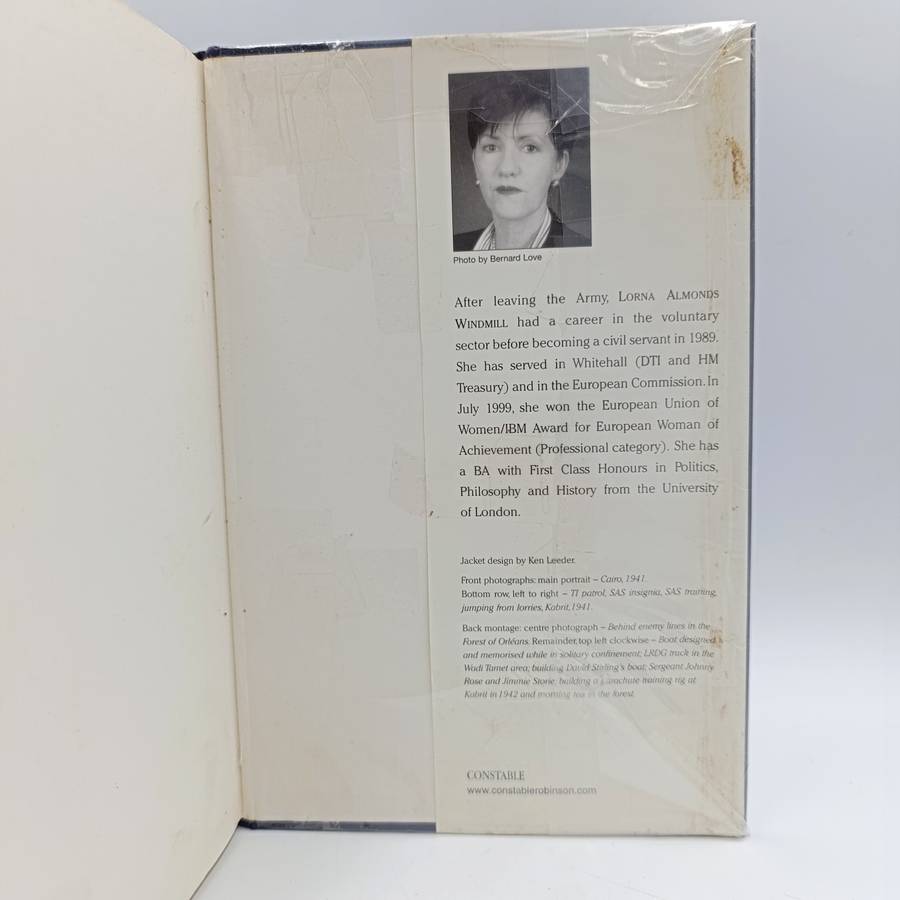 Photo by Bernard Love
After leaving the Army, LORNA ALMONDS
WINDMILL had a career in the voluntary
sector before becoming a civil servant in 1989.
She has served in Whitehall (DTI and HM
Treasury) and in the European Commission. In
July 1999, she won the European Union of
Women/IBM Award for European Woman of
Achievement (Professional category). She has
a BA with First Class Honours in Politics,
Philosophy and History from the University
of London.
Jacket design by Ken Leeder.
Front photographs: main portrait – Cairo, 1941.
Bottom row, left to right – T1 patrol, SAS insignia, SAS training,
jumping from lorries, Kabrit, 1941.
Back montage: centre photograph – Behind enemy lines in the
Forest of Orléans. Remainder, top left clockwise – Boat designed
and memorised while in solitary confinement; LRDG truck in the
Wadi Tamet area; building David Stirling's boat; Sergeant Johnny
Rose and Jimmie Storie; building a parachute training rig at
Kabrit in 1942 and morning tea in the forest.
CONSTABLE
www.constablerobinson.com